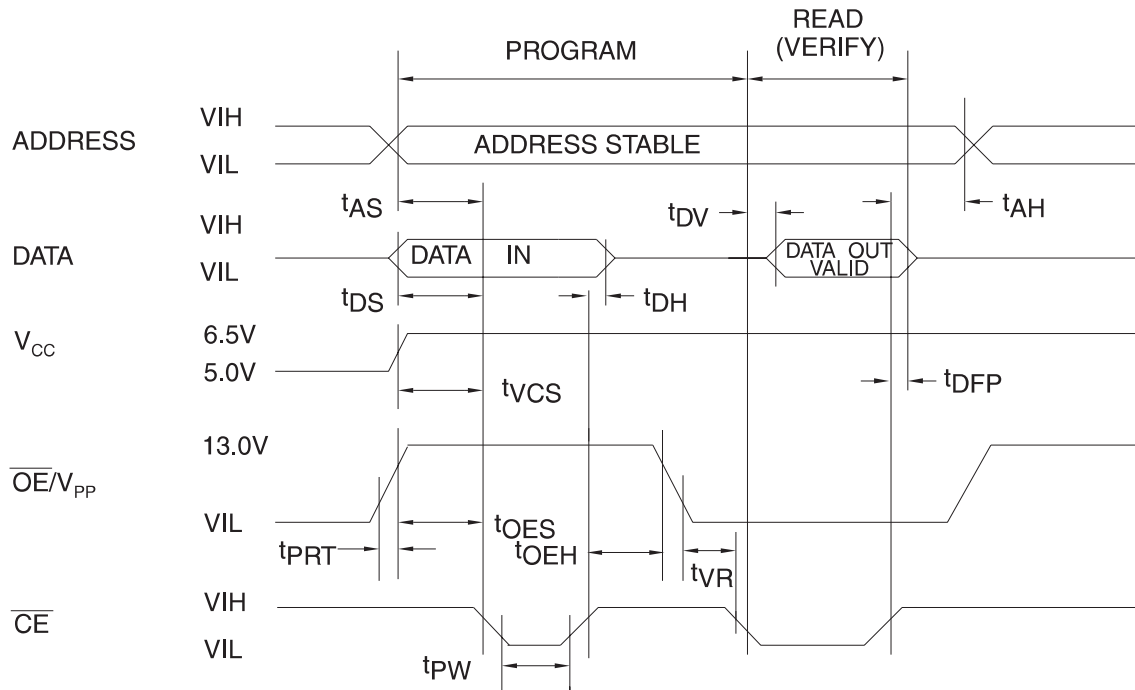 READ
(VERIFY)
PROGRAM
ADDRESS
VIH
VIL
ADDRESS STABLE
tAS
tDV
tAH
DATA
VIH
VIL
DATA IN
DATA OUT
VALID
tDS
tDH
VCC
6.5V
5.0V
tVCS
tDFP
OE/VPP
13.0V
VIL
tPRT
tOES
tOEH
tVR
CE
VIH
VIL
tPW